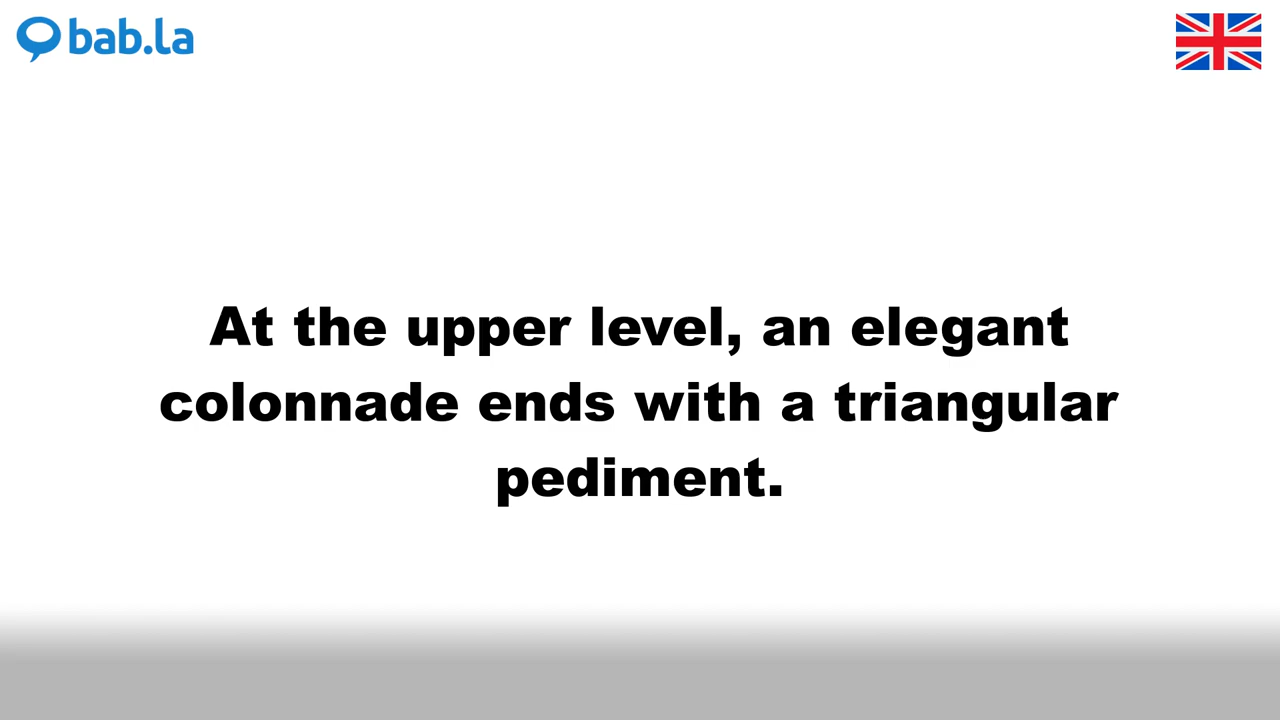 bab.la
At the upper level, an elegant
colonnade ends with a triangular
pediment.